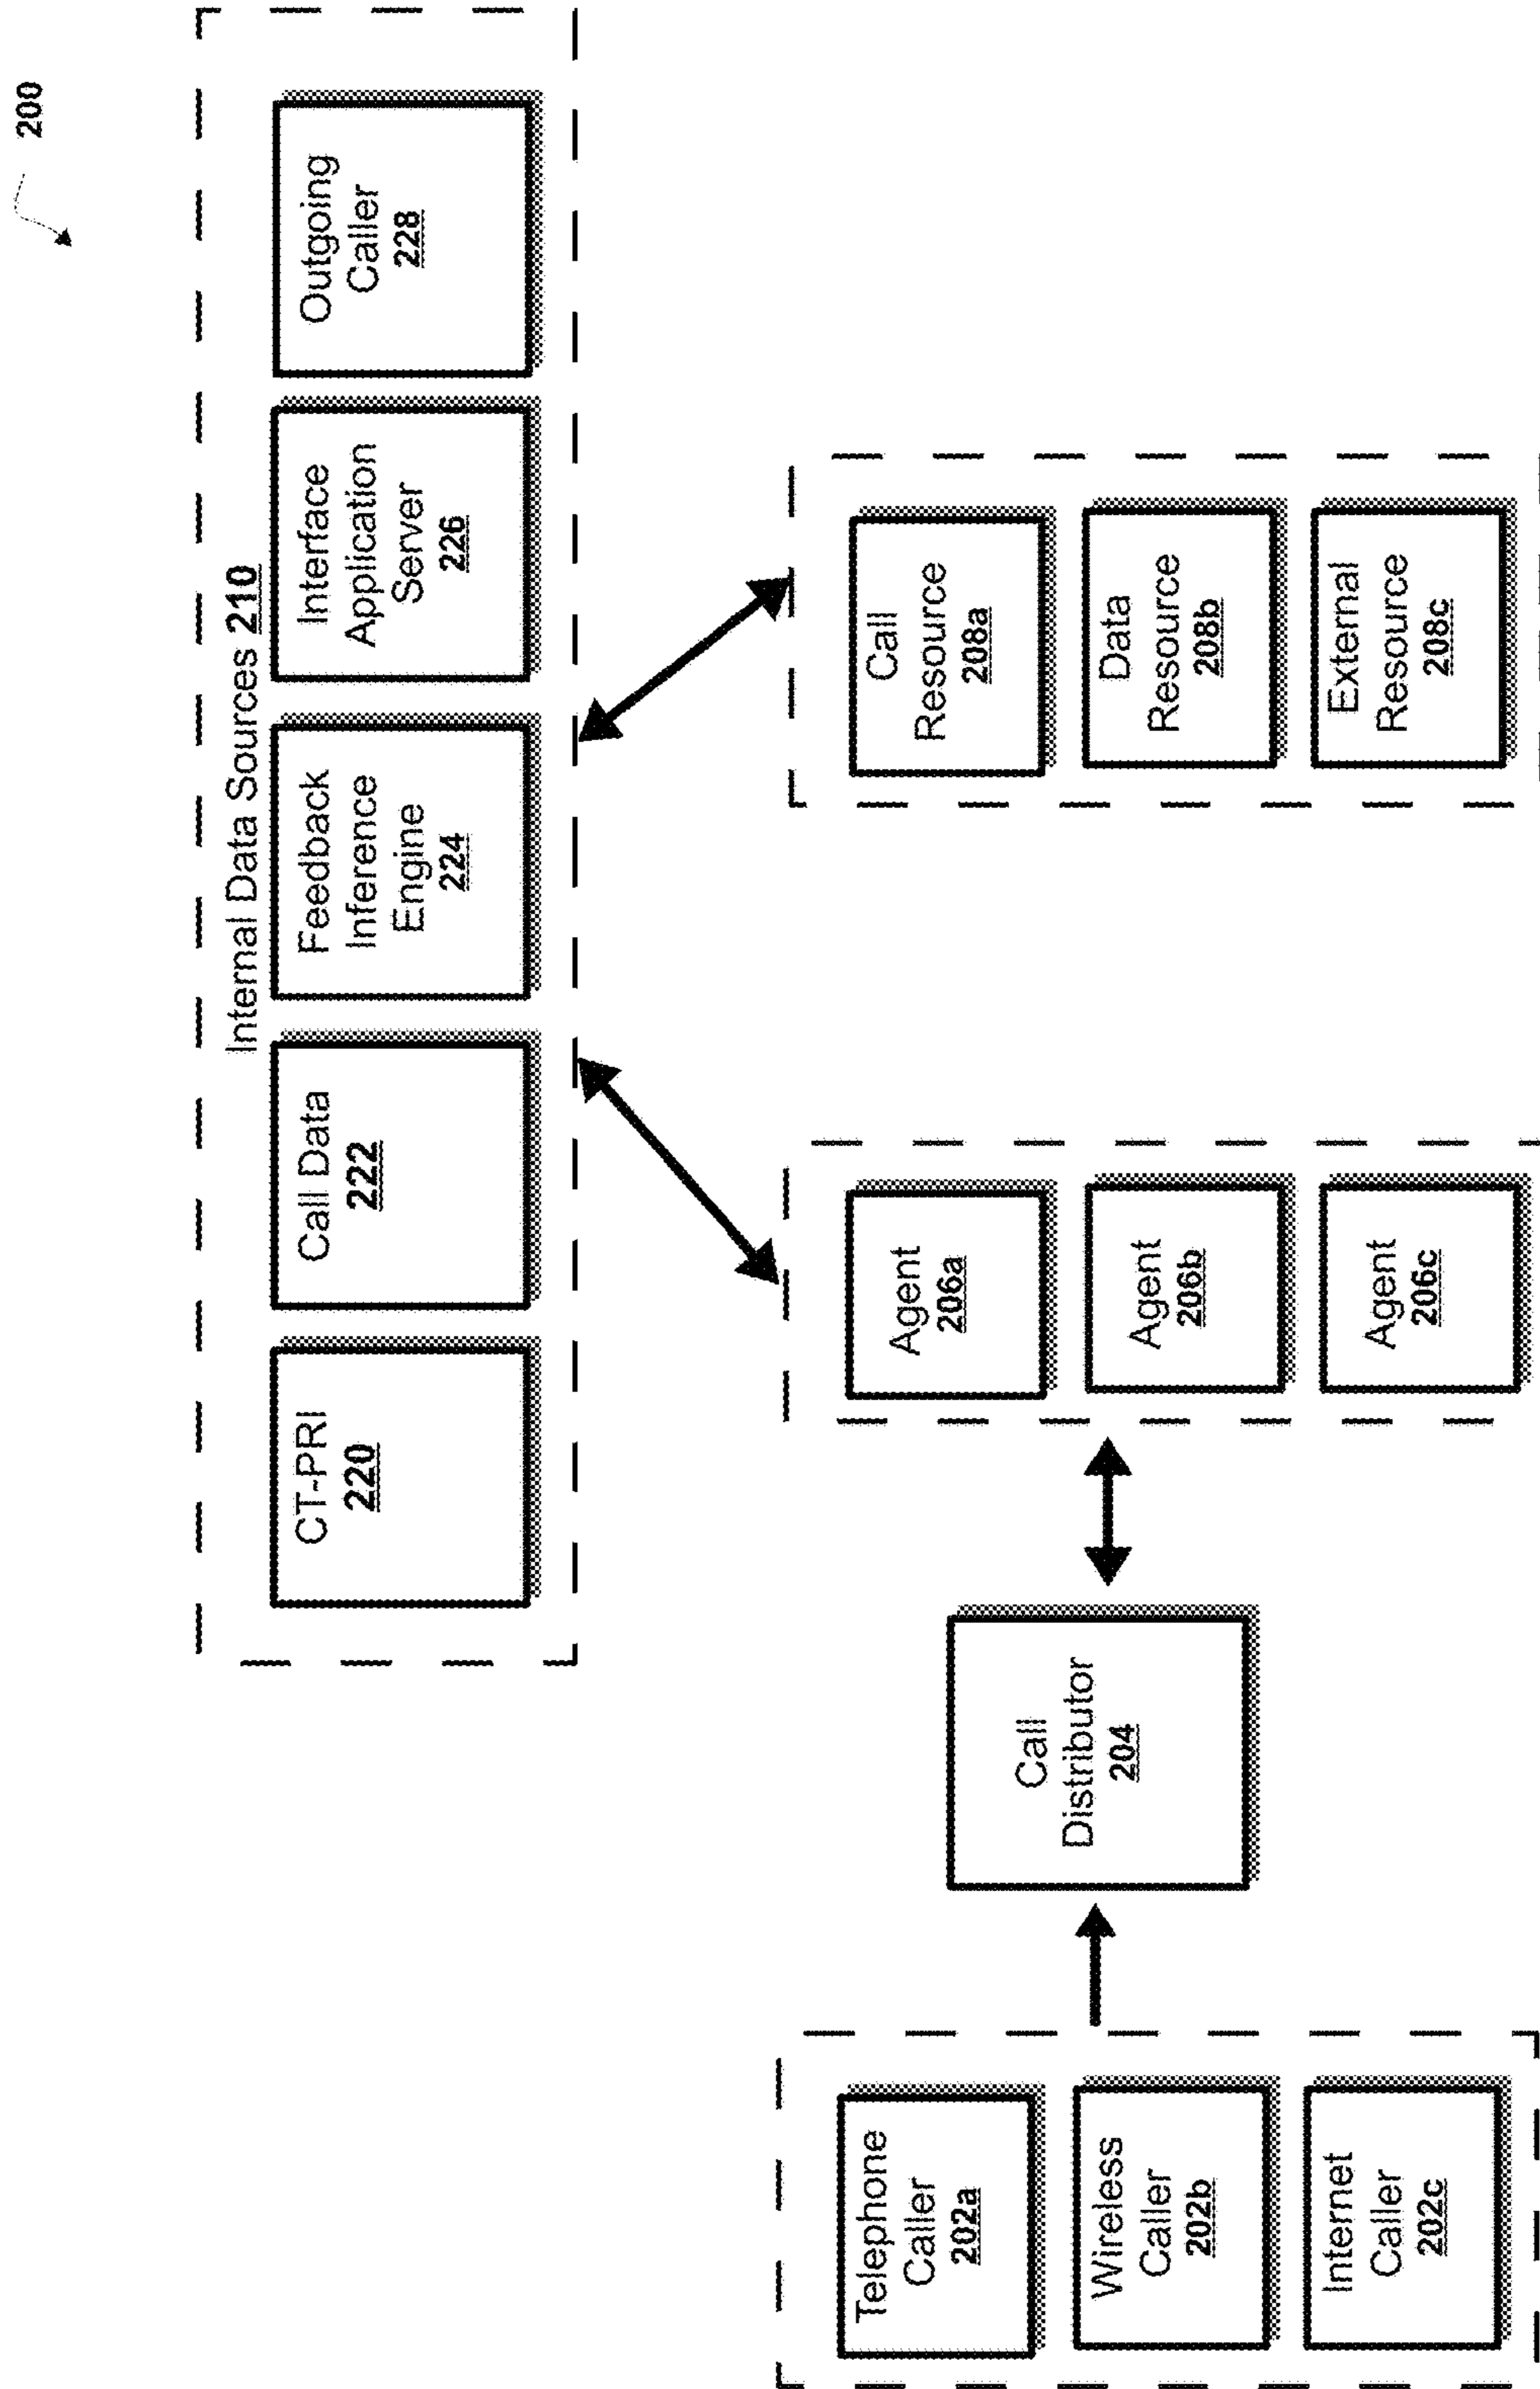 200
Internal Data Sources 210
CT-PRI
220
Call Data
222
Feedback
Inference
Engine
224
Interface
Application
Server
226
Outgoing
Caller
228
Telephone
Caller
202a
Wireless
Caller
202b
Internet
Caller
202c
Call
Distributor
204
Agent
206a
Agent
206b
Agent
206c
Call
Resource
208a
Data
Resource
208b
External
Resource
208c